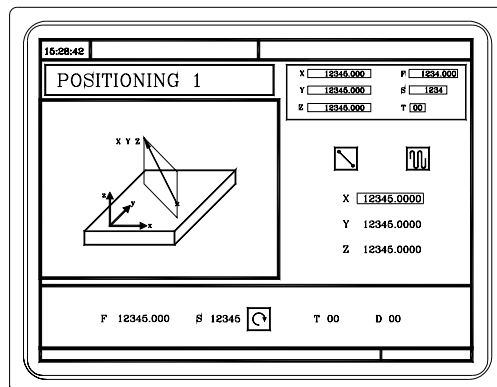 15:28:42
POSITIONING 1
X 12345.000 F 1234.000
Y 12345.000 S 1234
Z 12345.000 T 00
X Y Z
X
z
y
x
X 12345.0000
Y 12345.0000
Z 12345.0000
F 12345.000 S 12345 T 00 D 00